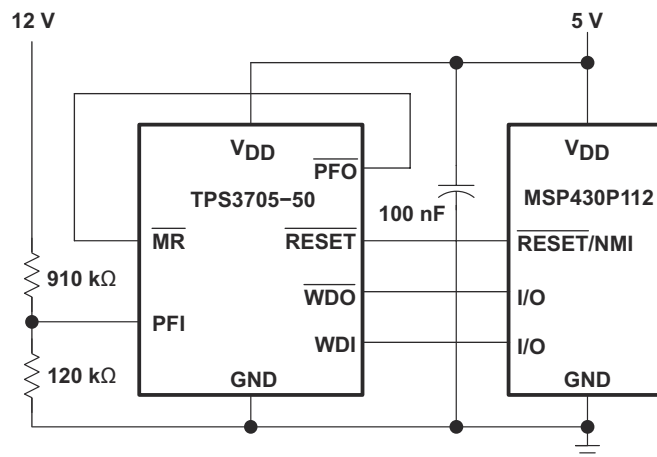 12 V
5 V
VDD
PFO
TPS3705−50
MR
RESET
910 kΩ
WDO
PFI
WDI
120 kΩ
GND
100 nF
VDD
MSP430P112
RESET/NMI
I/O
I/O
GND